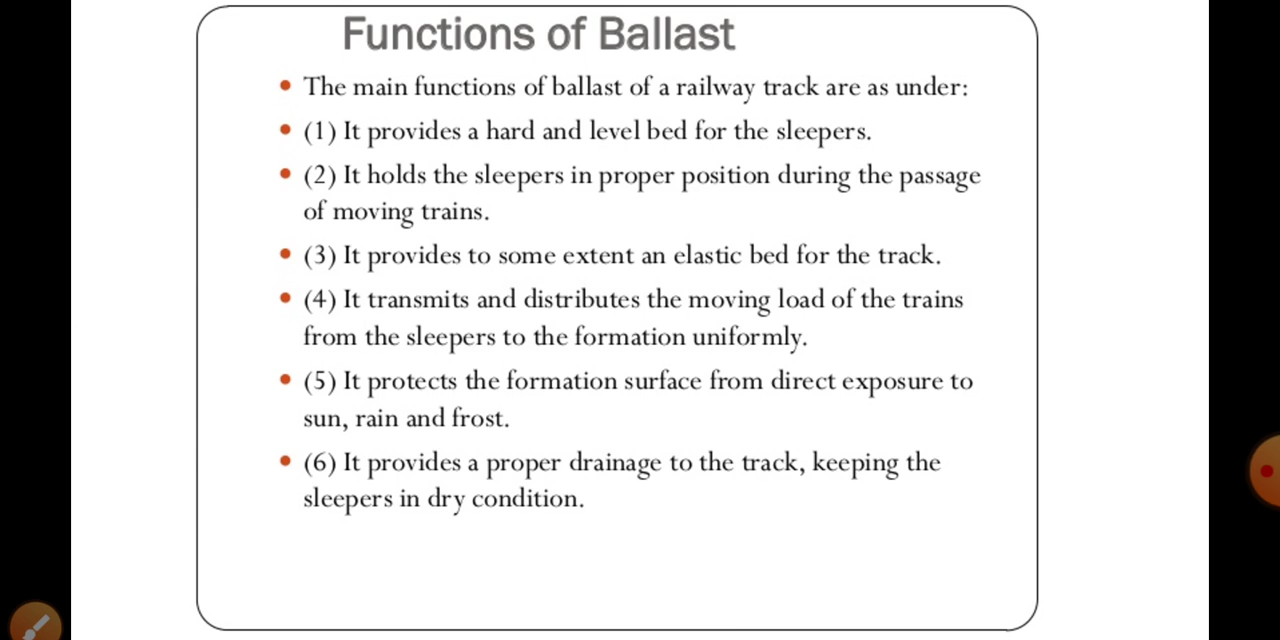 Functions of Ballast
• The main functions of ballast of a railway track are as under:
• (1) It provides a hard and level bed for the sleepers.
• (2) It holds the sleepers in proper position during the passage
of moving trains.
• (3) It provides to some extent an elastic bed for the track.
• (4) It transmits and distributes the moving load of the trains
from the sleepers to the formation uniformly.
• (5) It protects the formation surface from direct exposure to
sun, rain and frost.
• (6) It provides a proper drainage to the track, keeping the
sleepers in dry condition.